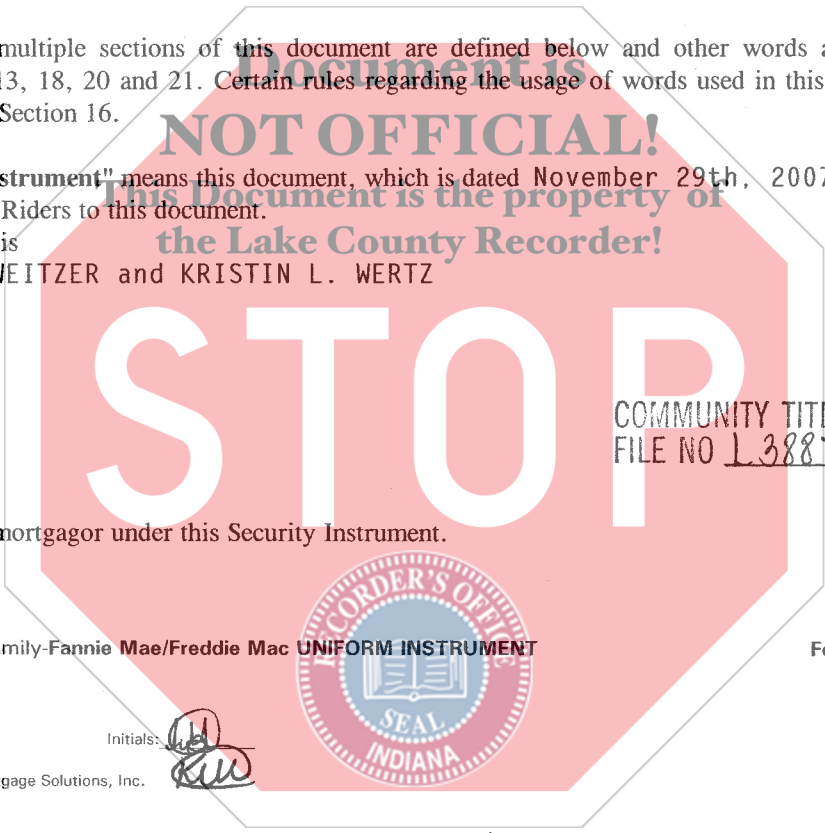 multiple sections of this document are defined below and other words a
13, 18, 20 and 21. Certain rules regarding the usage of words used in this
Section 16.
Document is
NOT OFFICIAL!
This Document is the property of
the Lake County Recorder!
strument" means this document, which is dated November 29th, 2007
Riders to this document.
is
EITZER and KRISTIN L. WERTZ
STOP
COMMUNITY TIT
FILE NO L388
mortgagor under this Security Instrument.
mily-Fannie Mae/Freddie Mac UNIFORM INSTRUMENT
Fo
RECORDER'S OFFICE
SEAL
INDIANA
Initials:
gage Solutions, Inc.